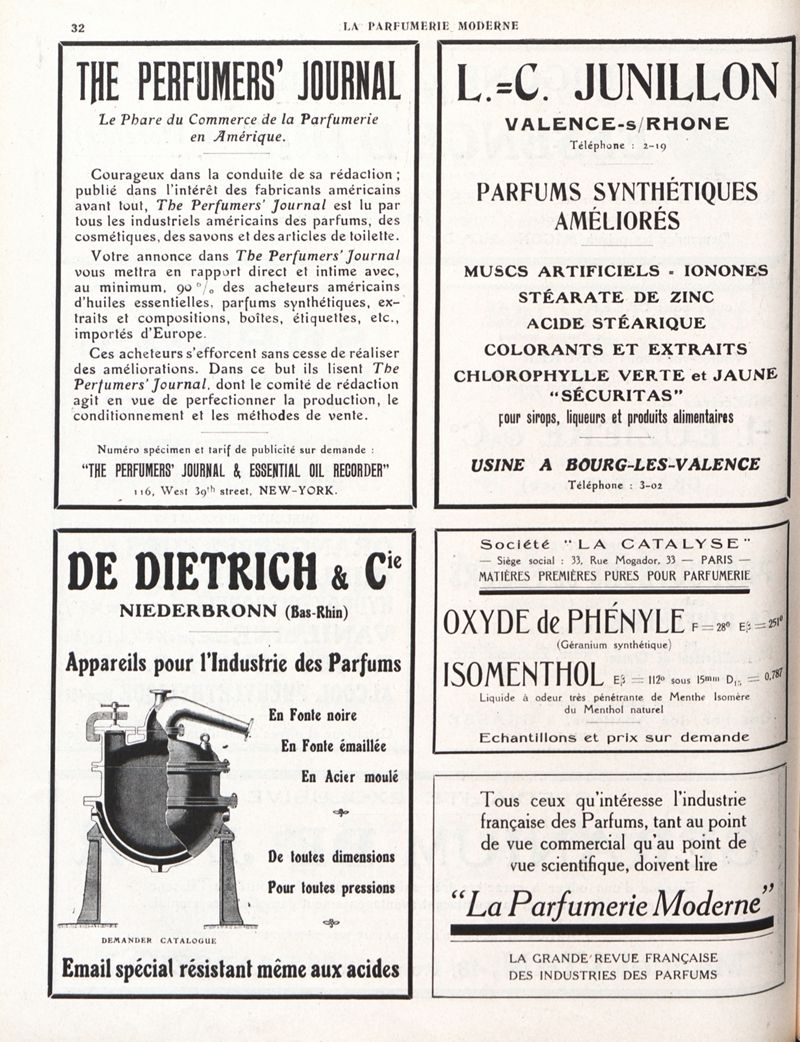 32
LA PARFUMERIE MODERNE
THE PERFUMERS' JOURNAL
Le Phare du Commerce de la Parfumerie
en Amérique.
Courageux dans la conduite de sa rédaction ;
publié dans l'intérêt des fabricants américains
avant tout, The Perfumers' Journal est lu par
tous les industriels américains des parfums, des
cosmétiques, des savons et des articles de toilette.
Votre annonce dans The Perfumers' Journal
vous mettra en rapport direct et intime avec,
au minimum, 90 % des acheteurs américains
d'huiles essentielles, parfums synthétiques, ex-
traits et compositions, boîtes, étiquettes, etc.,
importés d'Europe.
Ces acheteurs s'efforcent sans cesse de réaliser
des améliorations. Dans ce but ils lisent The
Perfumers' Journal, dont le comité de rédaction
agit en vue de perfectionner la production, le
conditionnement et les méthodes de vente.
Numéro spécimen et tarif de publicité sur demande :
"THE PERFUMERS' JOURNAL & ESSENTIAL OIL RECORDER"
116, West 39th street, NEW-YORK.
L.=C. JUNILLON
VALENCE-s/RHONE
Téléphone : 2-19
PARFUMS SYNTHÉTIQUES
AMÉLIORÉS
MUSCS ARTIFICIELS - IONONES
STÉARATE DE ZINC
ACIDE STÉARIQUE
COLORANTS ET EXTRAITS
CHLOROPHYLLE VERTE et JAUNE
"SÉCURITAS"
pour sirops, liqueurs et produits alimentaires
USINE A BOURG-LES-VALENCE
Téléphone : 3-02
DE DIETRICH & Cie
NIEDERBRONN (Bas-Rhin)
Appareils pour l'Industrie des Parfums
En Fonte noire
En Fonte émaillée
En Acier moulé
De toutes dimensions
Pour toutes pressions
DEMANDER CATALOGUE
Email spécial résistant même aux acides
Société "LA CATALYSE"
— Siège social : 33, Rue Mogador, 33 — PARIS —
MATIÈRES PREMIÈRES PURES POUR PARFUMERIE
OXYDE de PHÉNYLE F = 28° Eb = 251°
(Géranium synthétique)
ISOMENTHOL Eb = 112° sous 15mm D15 = 0,787
Liquide à odeur très pénétrante de Menthe Isomère
du Menthol naturel
Echantillons et prix sur demande
Tous ceux qu'intéresse l'industrie
française des Parfums, tant au point
de vue commercial qu'au point de
vue scientifique, doivent lire
"La Parfumerie Moderne"
LA GRANDE REVUE FRANÇAISE
DES INDUSTRIES DES PARFUMS